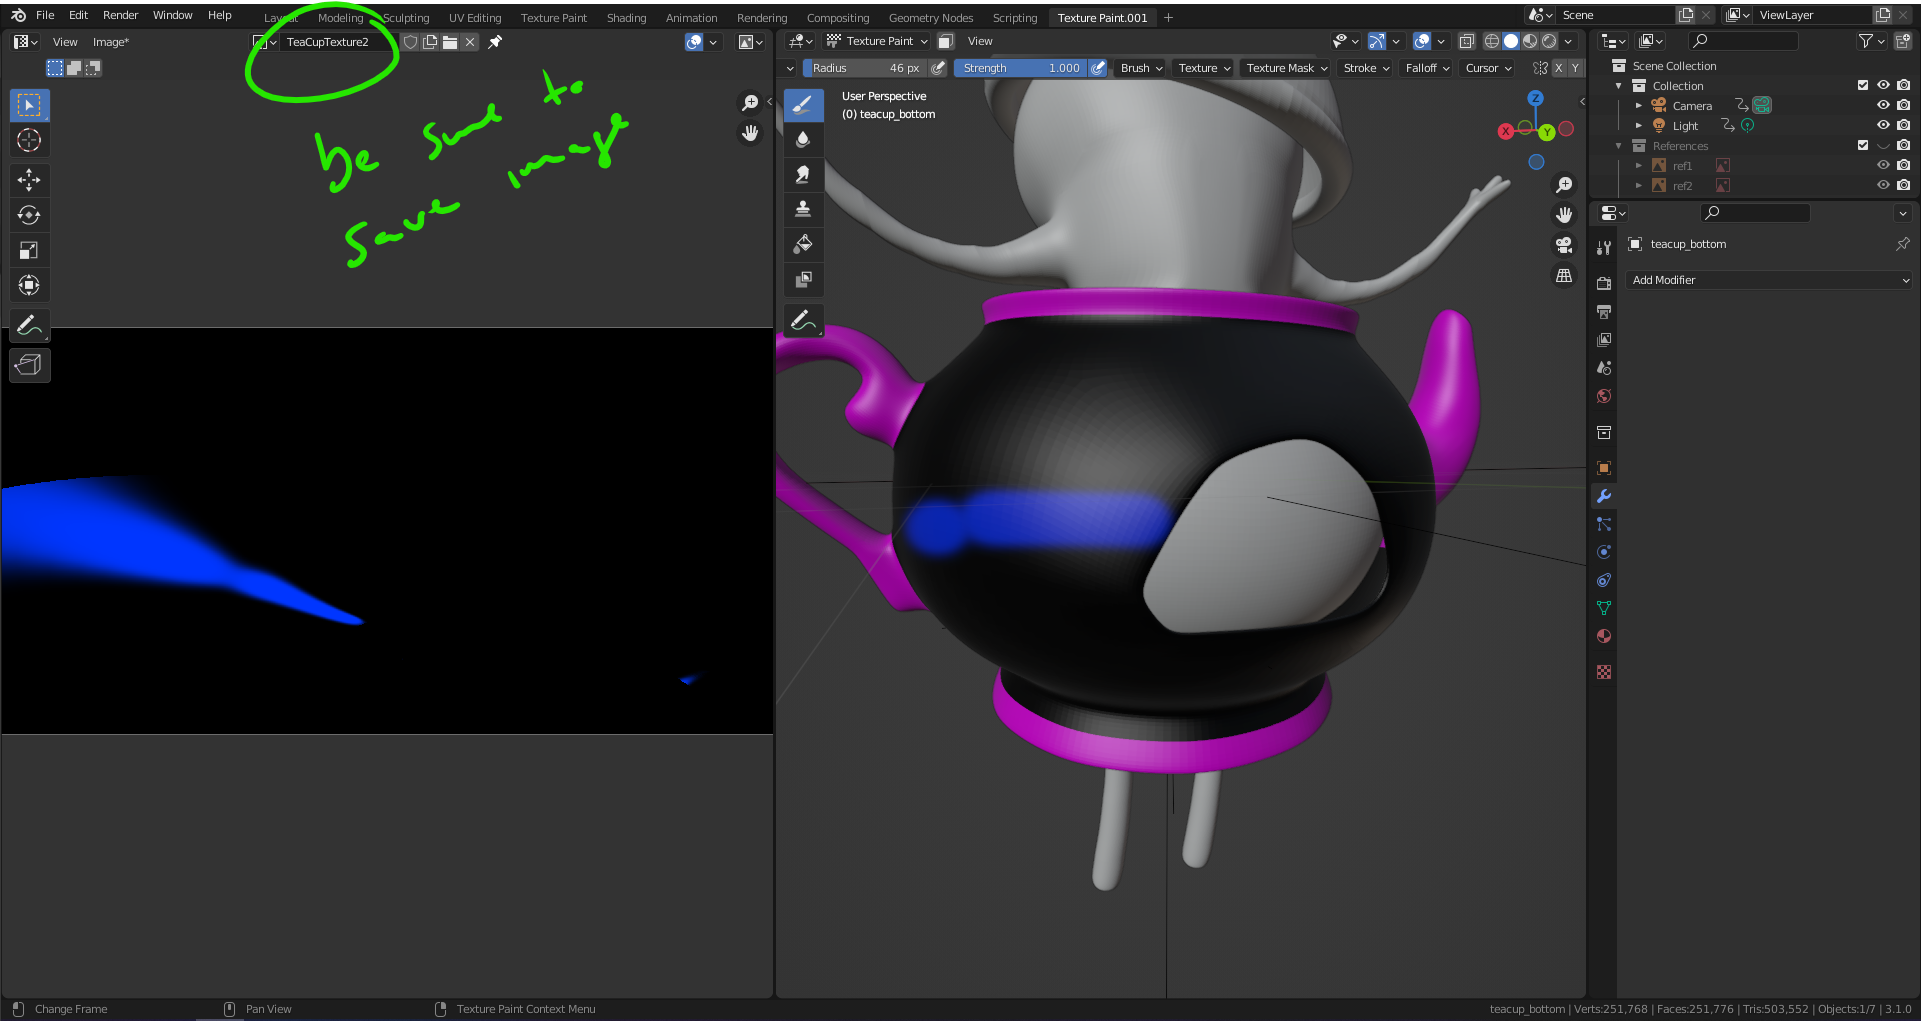 File Edit Render Window Help Layout Modeling Sculpting UV Editing Texture Paint Shading Animation Rendering Compositing Geometry Nodes Scripting Texture Paint.001 + Scene ViewLayer
View Image* TeaCupTexture2 Texture Paint View
Radius 46 px Strength 1.000 Brush Texture Texture Mask Stroke Falloff Cursor X Y
be sure to
save image
User Perspective
(0) teacup_bottom
Z
X
Y
Scene Collection
Collection
Camera
Light
References
ref1
ref2
teacup_bottom
Add Modifier
Change Frame Pan View Texture Paint Context Menu teacup_bottom | Verts:251,768 | Faces:251,776 | Tris:503,552 | Objects:1/7 | 3.1.0